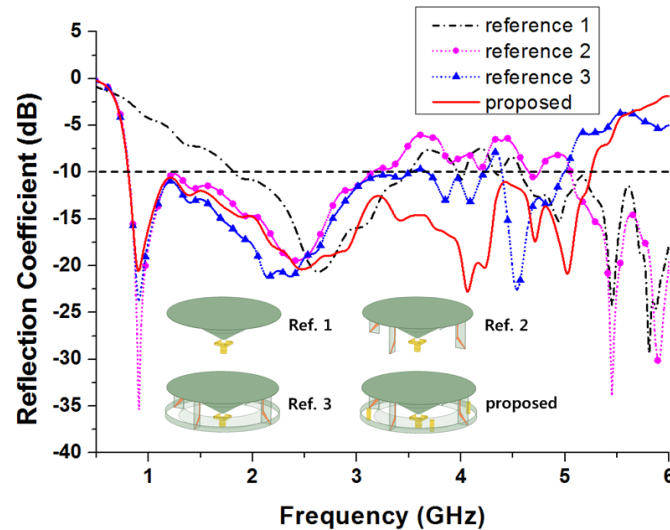 reference 1
reference 2
reference 3
proposed
5
0
-5
-10
-15
-20
-25
-30
-35
-40
Reflection Coefficient (dB)
Ref. 1
Ref. 2
Ref. 3
proposed
1
2
3
4
5
6
Frequency (GHz)